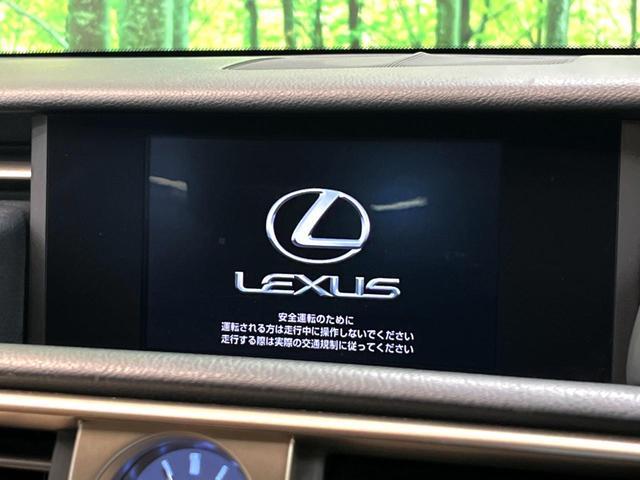 LEXUS
安全運転のために
運転される方は走行中に操作しないでください
走行する際は実際の交通規制に従ってください